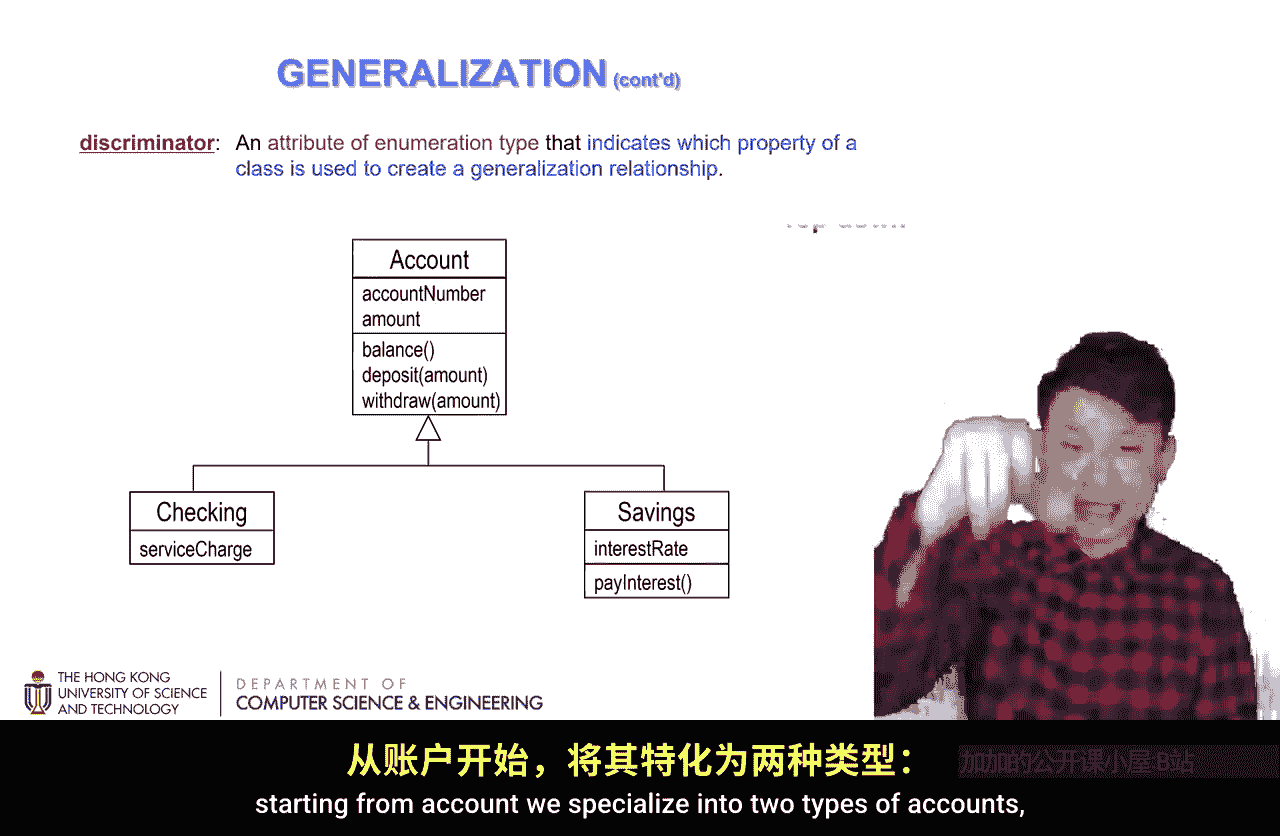 GENERALIZATION (cont'd)
discriminator: An attribute of enumeration type that indicates which property of a
class is used to create a generalization relationship.
Account
accountNumber
amount
balance()
deposit(amount)
withdraw(amount)
Checking
serviceCharge
Savings
interestRate
payInterest()
THE HONG KONG
UNIVERSITY OF SCIENCE
AND TECHNOLOGY
DEPARTMENT OF
COMPUTER SCIENCE & ENGINEERING
从账户开始，将其特化为两种类型：
加加的公开课小屋 B站
starting from account we specialize into two types of accounts,